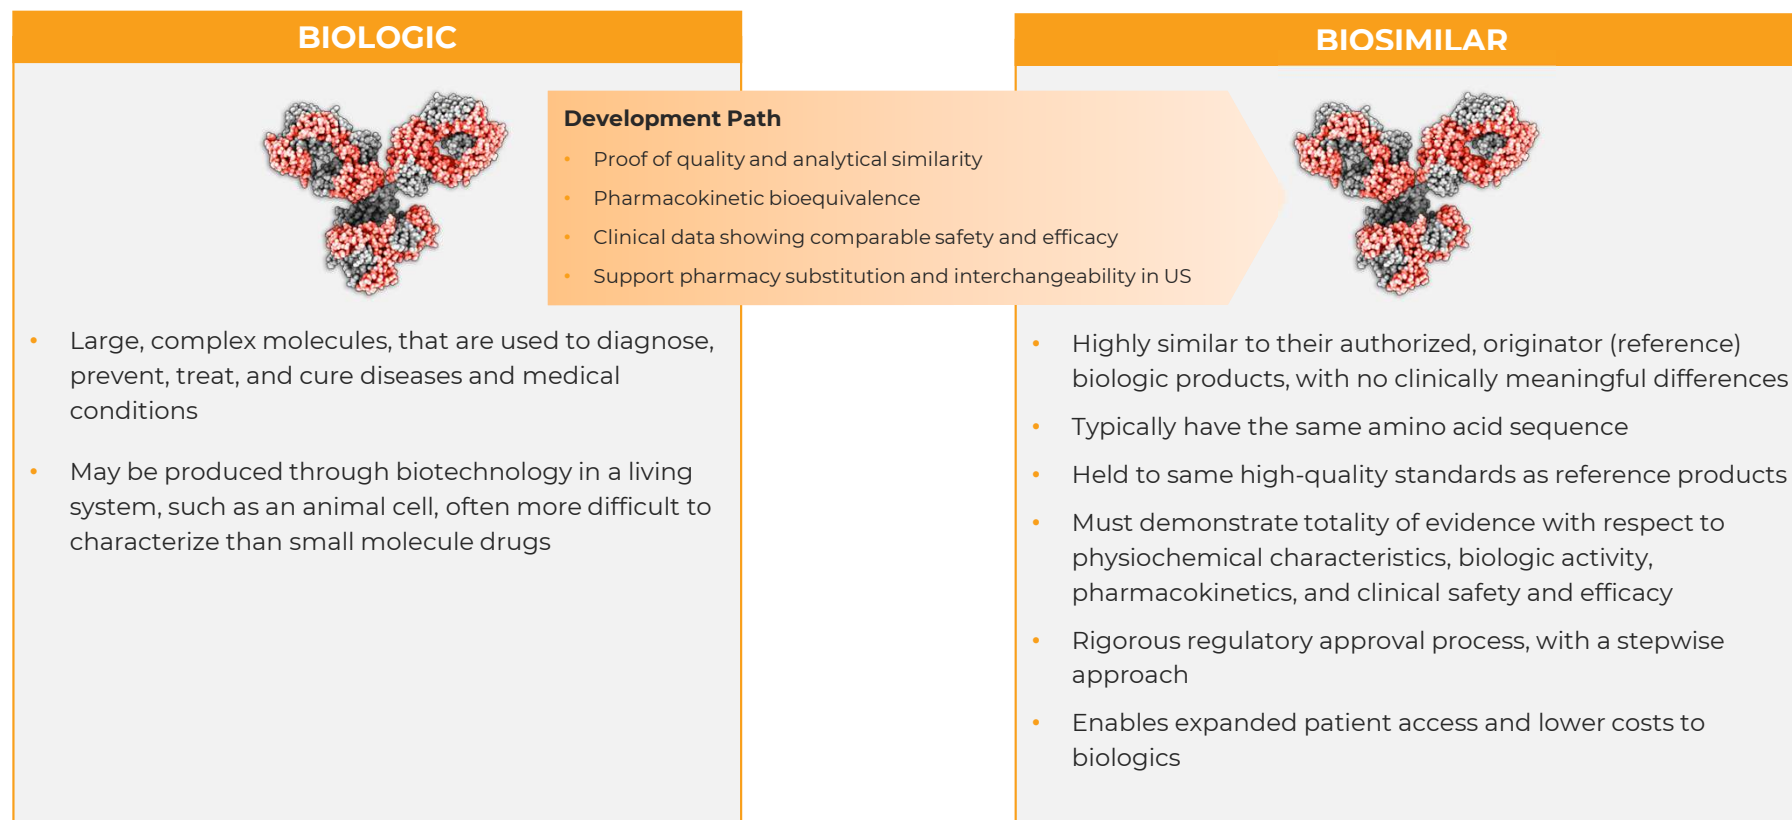 BIOLOGIC
Development Path
• Proof of quality and analytical similarity
• Pharmacokinetic bioequivalence
• Clinical data showing comparable safety and efficacy
• Support pharmacy substitution and interchangeability in US
• Large, complex molecules, that are used to diagnose,
prevent, treat, and cure diseases and medical
conditions
• May be produced through biotechnology in a living
system, such as an animal cell, often more difficult to
characterize than small molecule drugs
BIOSIMILAR
• Highly similar to their authorized, originator (reference)
biologic products, with no clinically meaningful differences
• Typically have the same amino acid sequence
• Held to same high-quality standards as reference products
• Must demonstrate totality of evidence with respect to
physiochemical characteristics, biologic activity,
pharmacokinetics, and clinical safety and efficacy
• Rigorous regulatory approval process, with a stepwise
approach
• Enables expanded patient access and lower costs to
biologics